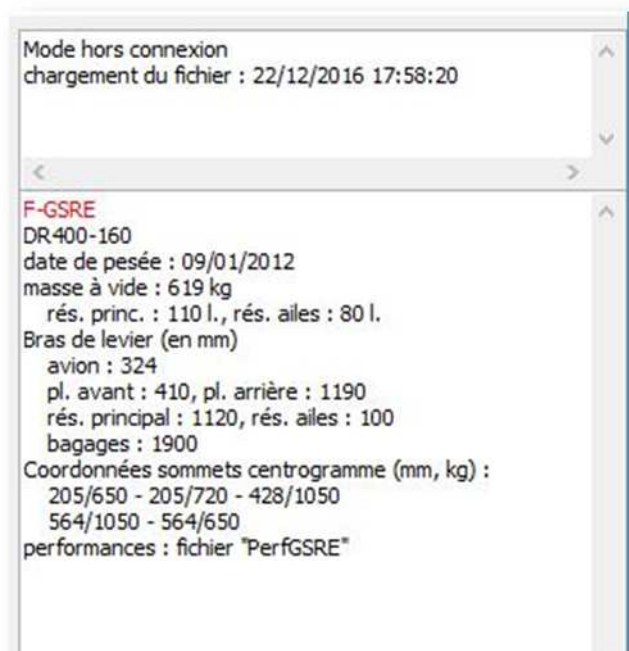 Mode hors connexion
chargement du fichier : 22/12/2016 17:58:20
F-GSRE
DR400-160
date de pesée : 09/01/2012
masse à vide : 619 kg
rés. princ. : 110 l., rés. ailes : 80 l.
Bras de levier (en mm)
avion : 324
pl. avant : 410, pl. arrière : 1190
rés. principal : 1120, rés. ailes : 100
bagages : 1900
Coordonnées sommets centrogramme (mm, kg) :
205/650 - 205/720 - 428/1050
564/1050 - 564/650
performances : fichier "PerfGSRE"